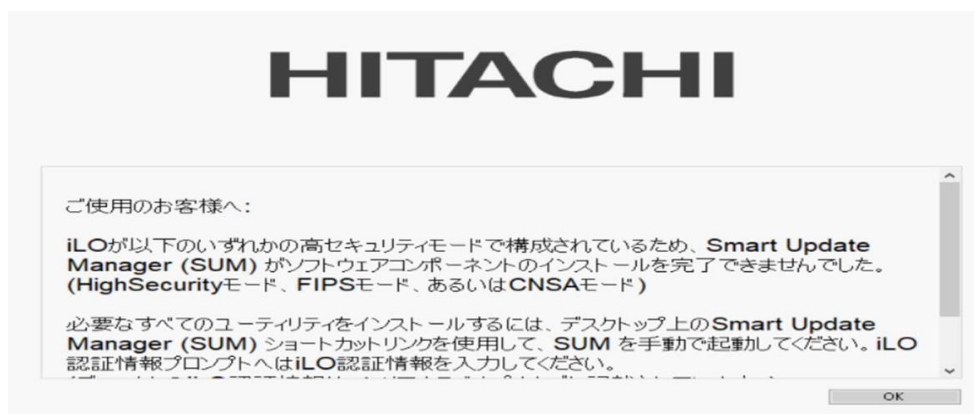 HITACHI
ご使用のお客様へ:
iLOが以下のいずれかの高セキュリティモードで構成されているため、Smart Update
Manager (SUM) がソフトウェアコンポーネントのインストールを完了できませんでした。
(HighSecurityモード、FIPSモード、あるいはCNSAモード)
必要なすべてのユーティリティをインストールするには、デスクトップ上のSmart Update
Manager (SUM) ショートカットリンクを使用して、SUM を手動で起動してください。iLO
認証情報プロンプトへはiLO認証情報を入力してください。
OK